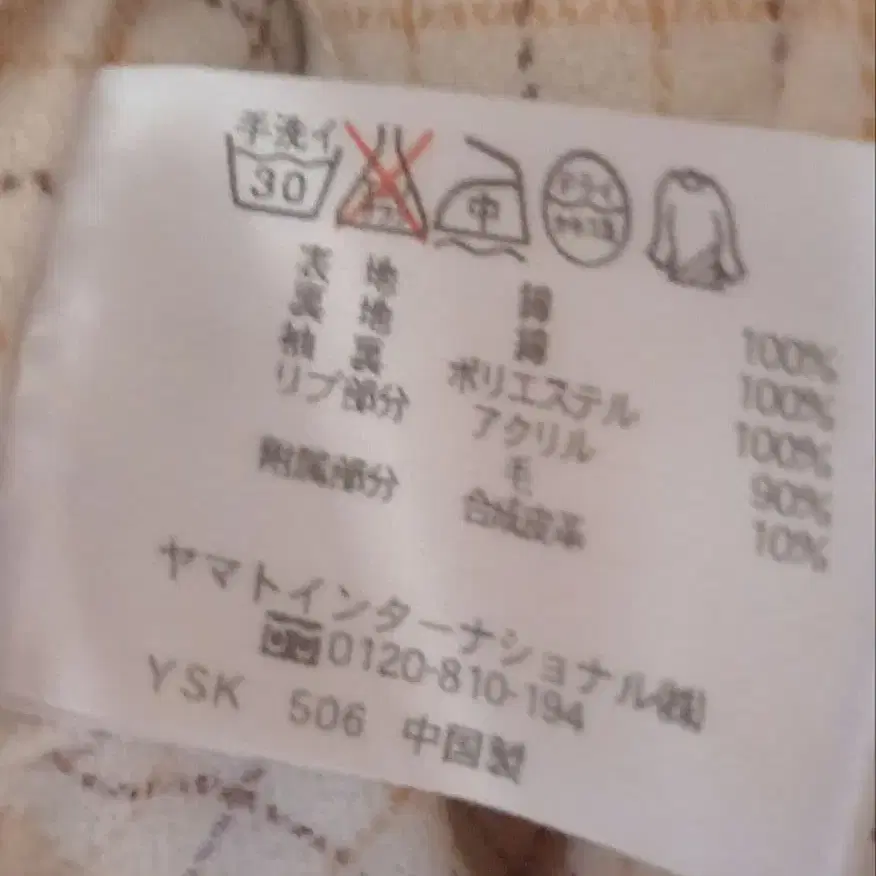 手洗イ
30
中
ドライ
表地 綿 100%
裏地 綿 100%
袖裏 ポリエステル 100%
リブ部分 アクリル 90%
毛 10%
附属部分 合成皮革
ヤマトインターナショナル㈱
0120-810-194
YSK 506 中国製